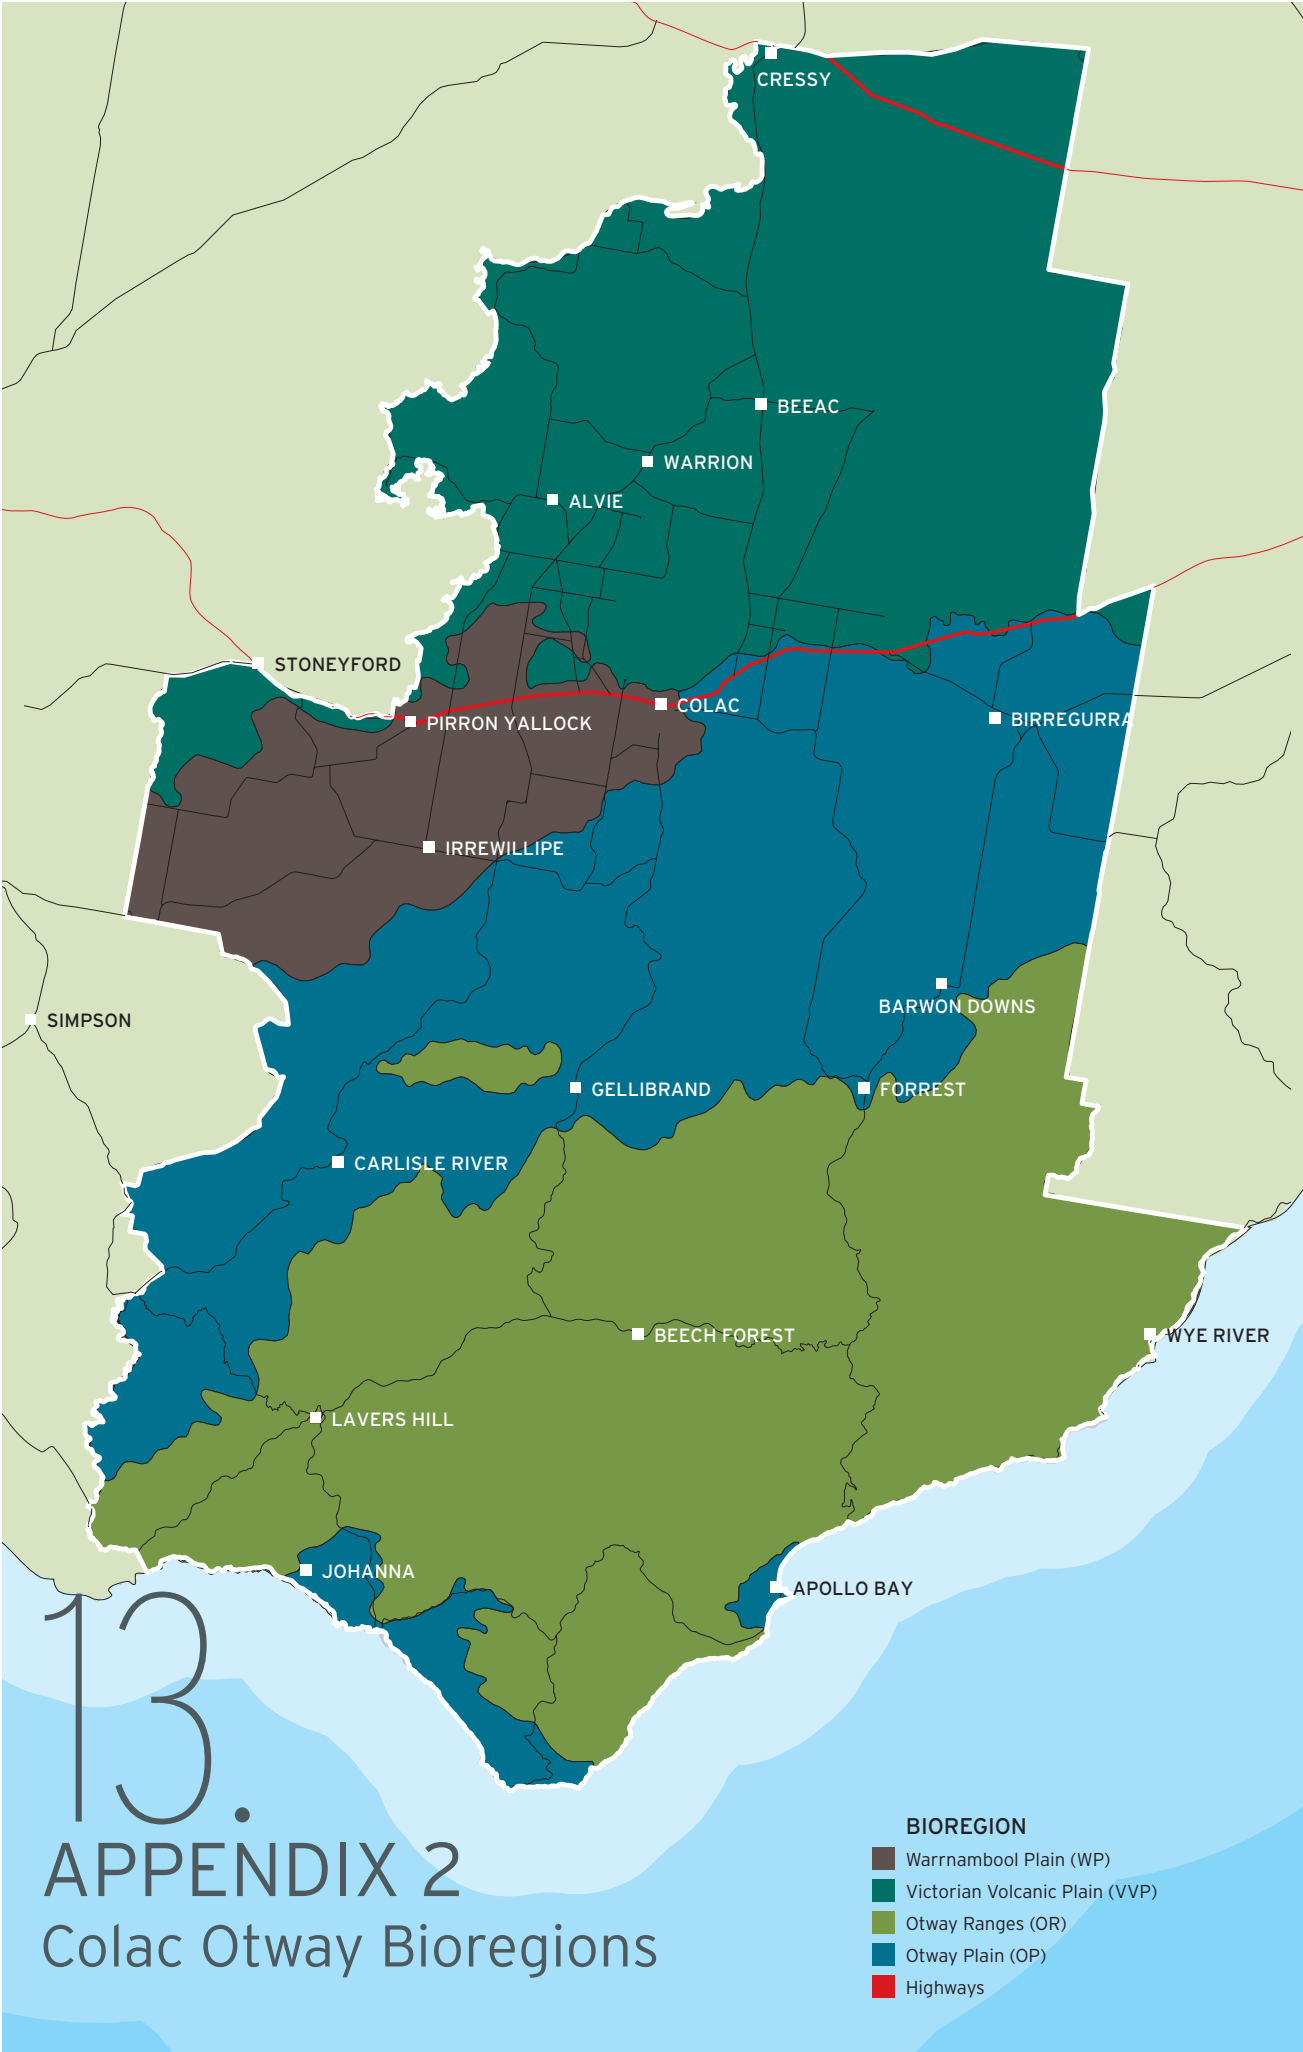 CRESSY
BEEAC
WARRION
ALVIE
STONEYFORD
COLAC
PIRRON YALLOCK
BIRREGURRA
IRREWILLIPE
BARWON DOWNS
SIMPSON
GELLIBRAND
FORREST
CARLISLE RIVER
BEECH FOREST
WYE RIVER
LAVERS HILL
JOHANNA
APOLLO BAY
13.
APPENDIX 2
Colac Otway Bioregions
BIOREGION
Warrnambool Plain (WP)
Victorian Volcanic Plain (VVP)
Otway Ranges (OR)
Otway Plain (OP)
Highways